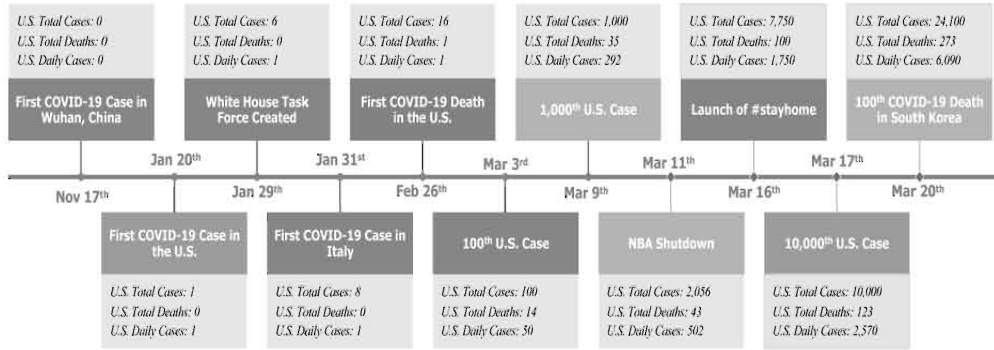 U.S. Total Cases: 0
U.S. Total Deaths: 0
U.S. Daily Cases: 0
First COVID-19 Case in
Wuhan, China
U.S. Total Cases: 6
U.S. Total Deaths: 0
U.S. Daily Cases: 1
White House Task
Force Created
U.S. Total Cases: 16
U.S. Total Deaths: 1
U.S. Daily Cases: 1
First COVID-19 Death
in the U.S.
U.S. Total Cases: 1,000
U.S. Total Deaths: 35
U.S. Daily Cases: 292
1,000th U.S. Case
U.S. Total Cases: 7,750
U.S. Total Deaths: 100
U.S. Daily Cases: 1,750
Launch of #stayhome
U.S. Total Cases: 24,100
U.S. Total Deaths: 273
U.S. Daily Cases: 6,090
100th COVID-19 Death
in South Korea
Nov 17th
Jan 20th
Jan 29th
Jan 31st
Feb 26th
Mar 3rd
Mar 9th
Mar 11th
Mar 16th
Mar 17th
Mar 20th
First COVID-19 Case in
the U.S.
U.S. Total Cases: 1
U.S. Total Deaths: 0
U.S. Daily Cases: 1
First COVID-19 Case in
Italy
U.S. Total Cases: 8
U.S. Total Deaths: 0
U.S. Daily Cases: 1
100th U.S. Case
U.S. Total Cases: 100
U.S. Total Deaths: 14
U.S. Daily Cases: 50
NBA Shutdown
U.S. Total Cases: 2,056
U.S. Total Deaths: 43
U.S. Daily Cases: 502
10,000th U.S. Case
U.S. Total Cases: 10,000
U.S. Total Deaths: 123
U.S. Daily Cases: 2,570